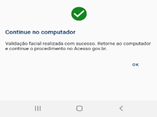 Continue no computador
Validação facial realizada com sucesso. Retorne ao computador
e continue o procedimento no Acesso gov.br.
OK